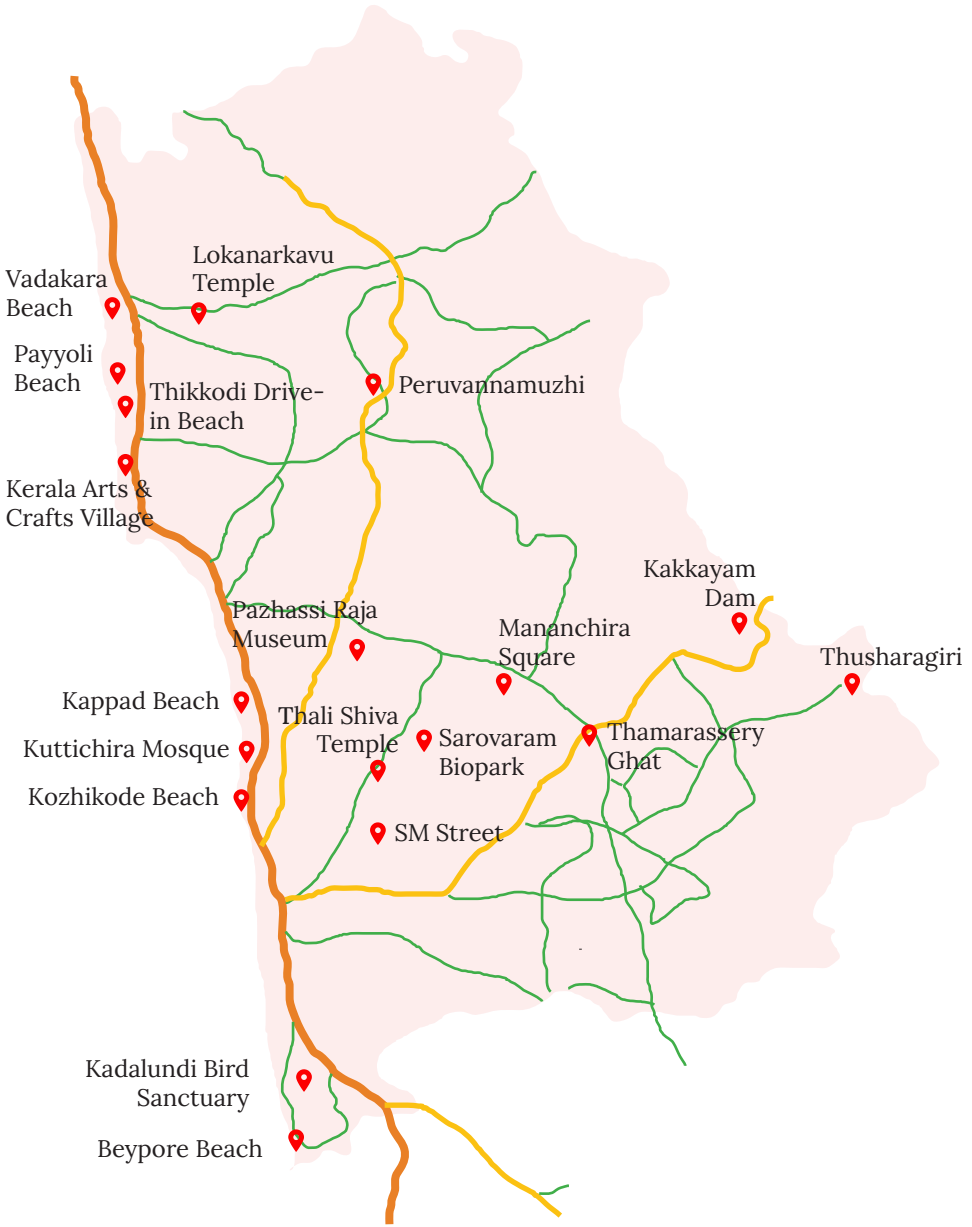 Lokanarkavu
Temple
Vadakara
Beach
Payyoli
Beach
Thikkodi Drive-
in Beach
Peruvannamuzhi
Kerala Arts &
Crafts Village
Kakkayam
Dam
Pazhassi Raja
Museum
Mananchira
Square
Thusharagiri
Kappad Beach
Thali Shiva
Temple
Kuttichira Mosque
Sarovaram
Biopark
Thamarassery
Ghat
Kozhikode Beach
SM Street
Kadalundi Bird
Sanctuary
Beypore Beach